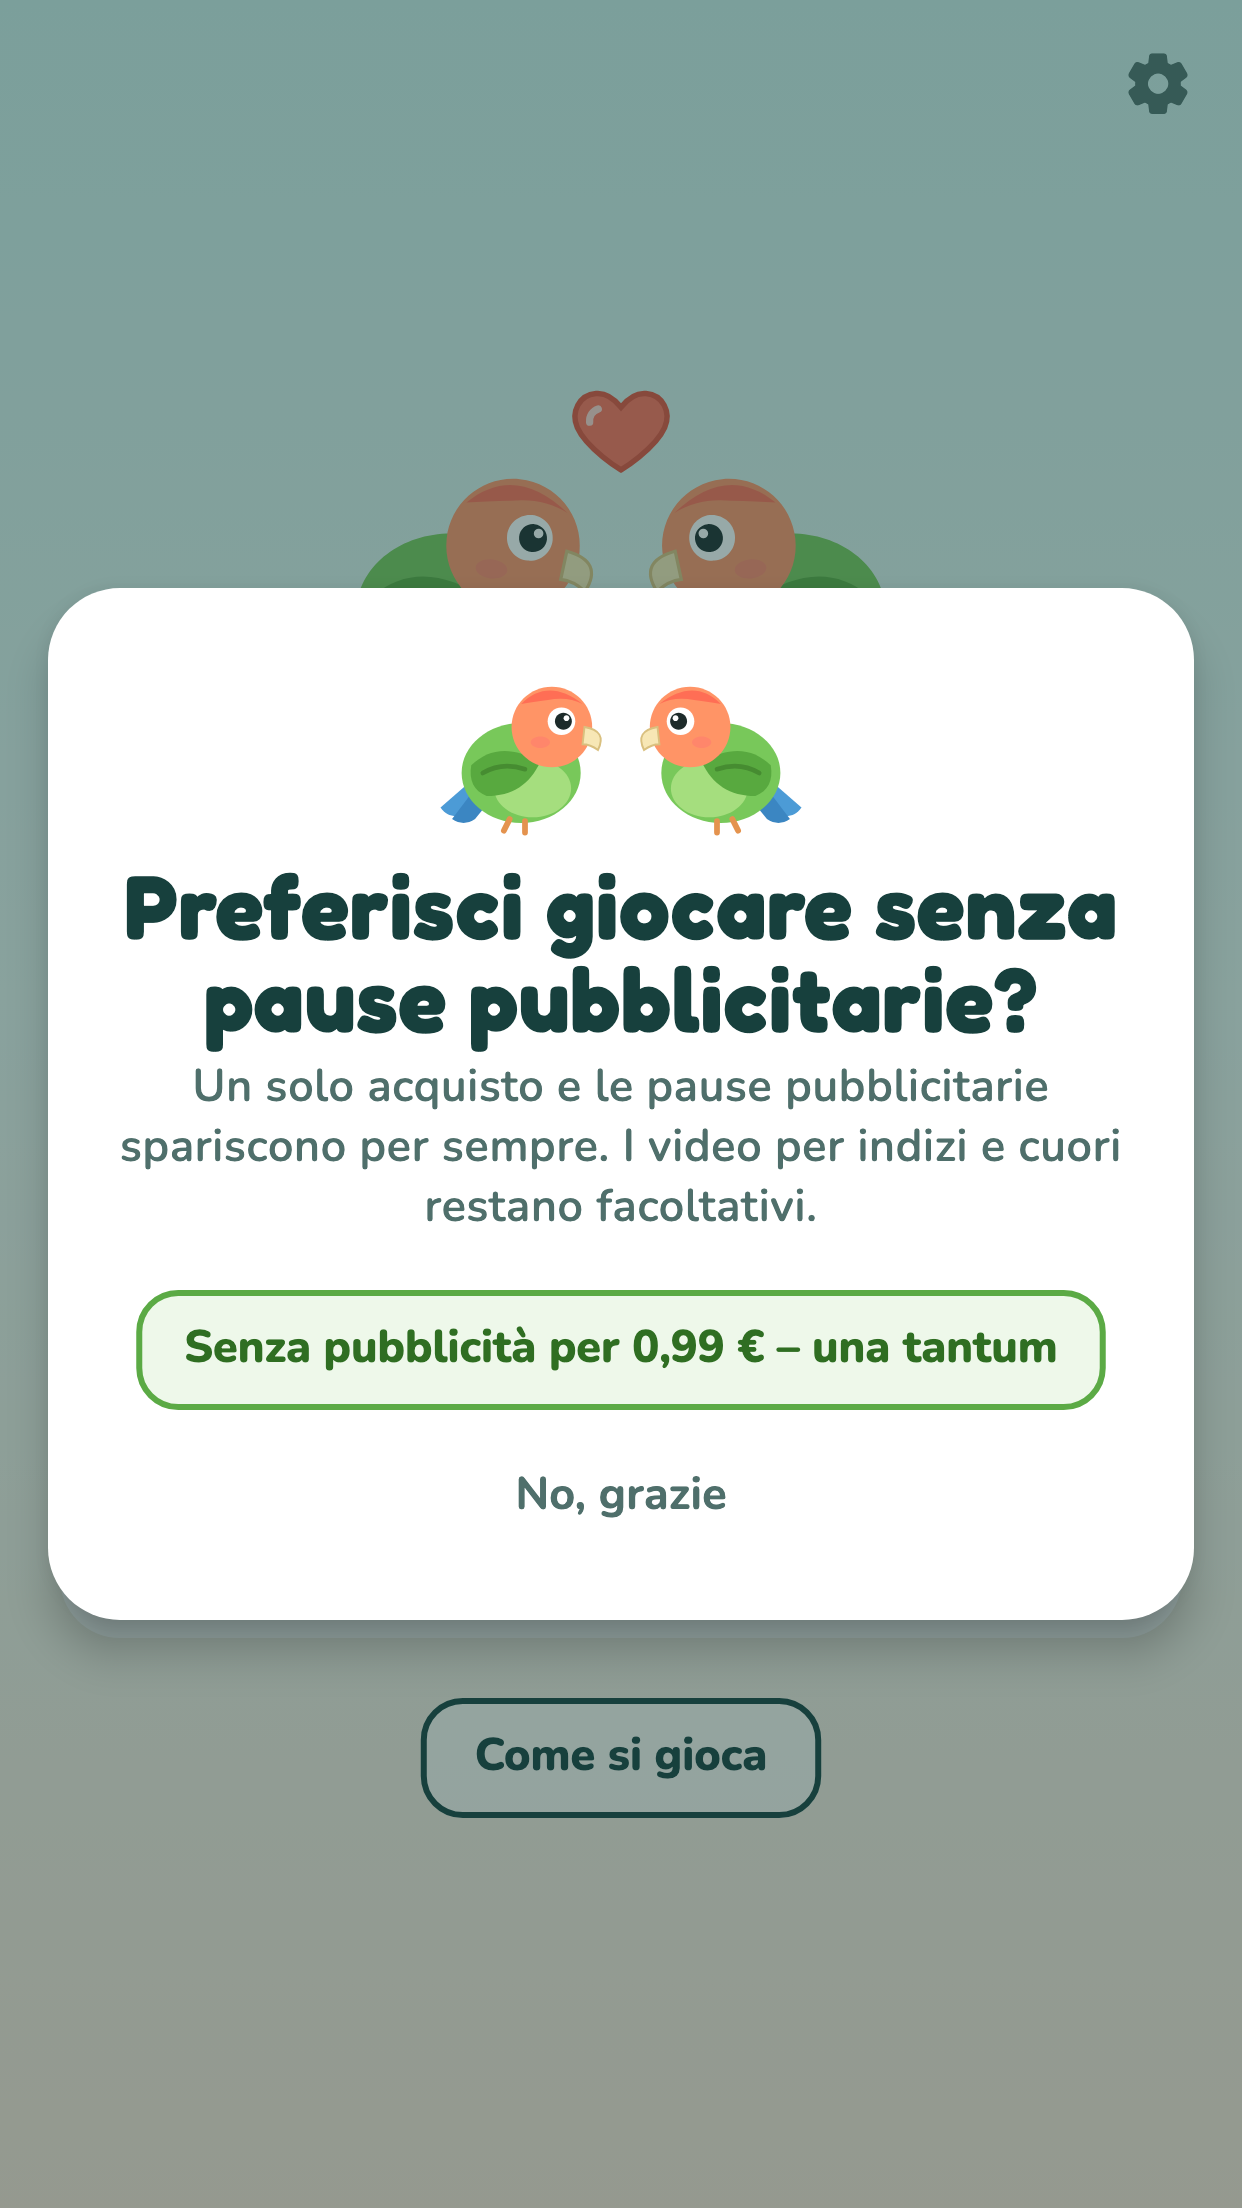 Preferisci giocare senza
pause pubblicitarie?
Un solo acquisto e le pause pubblicitarie
spariscono per sempre. I video per indizi e cuori
restano facoltativi.
Senza pubblicità per 0,99 € – una tantum
No, grazie
Come si gioca